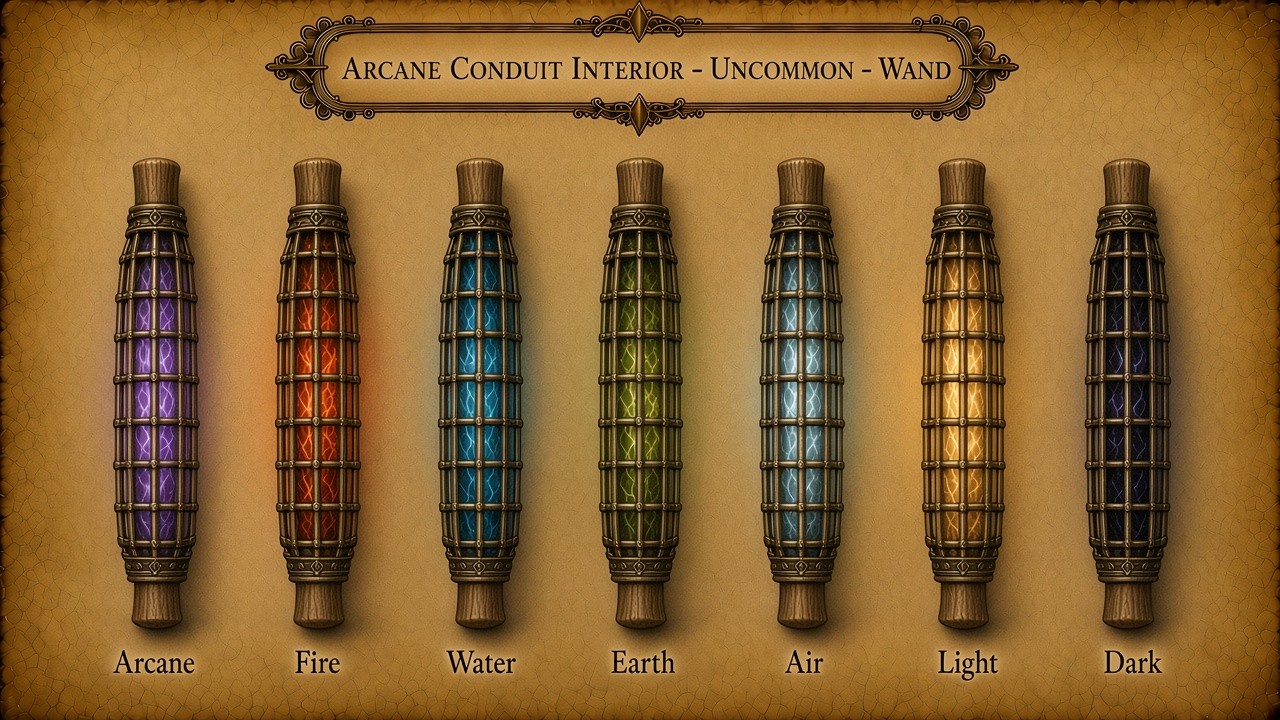 Arcane Conduit Interior - Uncommon - Wand
Arcane
Fire
Water
Earth
Air
Light
Dark